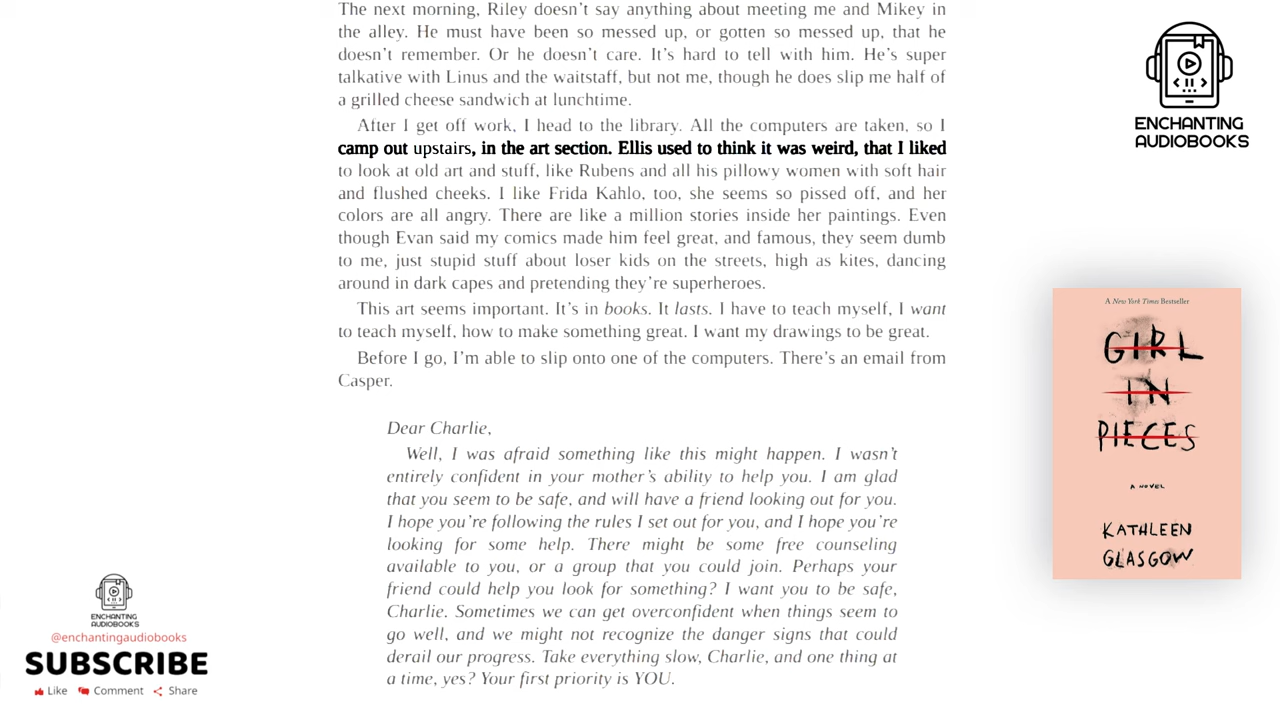 The next morning, Riley doesn't say anything about meeting me and Mikey in
the alley. He must have been so messed up, or gotten so messed up, that he
doesn't remember. Or he doesn't care. It's hard to tell with him. He's super
talkative with Linus and the waitstaff, but not me, though he does slip me half of
a grilled cheese sandwich at lunchtime.
After I get off work, I head to the library. All the computers are taken, so I
camp out upstairs, in the art section. Ellis used to think it was weird, that I liked
to look at old art and stuff, like Rubens and all his pillowy women with soft hair
and flushed cheeks. I like Frida Kahlo, too, she seems so pissed off, and her
colors are all angry. There are like a million stories inside her paintings. Even
though Evan said my comics made him feel great, and famous, they seem dumb
to me, just stupid stuff about loser kids on the streets, high as kites, dancing
around in dark capes and pretending they're superheroes.
This art seems important. It's in books. It lasts. I have to teach myself, I want
to teach myself, how to make something great. I want my drawings to be great.
Before I go, I'm able to slip onto one of the computers. There's an email from
Casper.
Dear Charlie,
Well, I was afraid something like this might happen. I wasn't
entirely confident in your mother's ability to help you. I am glad
that you seem to be safe, and will have a friend looking out for you.
I hope you're following the rules I set out for you, and I hope you're
looking for some help. There might be some free counseling
available to you, or a group that you could join. Perhaps your
friend could help you look for something? I want you to be safe,
Charlie. Sometimes we can get overconfident when things seem to
go well, and we might not recognize the danger signs that could
derail our progress. Take everything slow, Charlie, and one thing at
a time, yes? Your first priority is YOU.
ENCHANTING
AUDIOBOOKS
A New York Times Bestseller
GIRL
IN
PIECES
A NOVEL
KATHLEEN
GLASGOW
ENCHANTING
AUDIOBOOKS
@enchantingaudiobooks
SUBSCRIBE
Like Comment Share